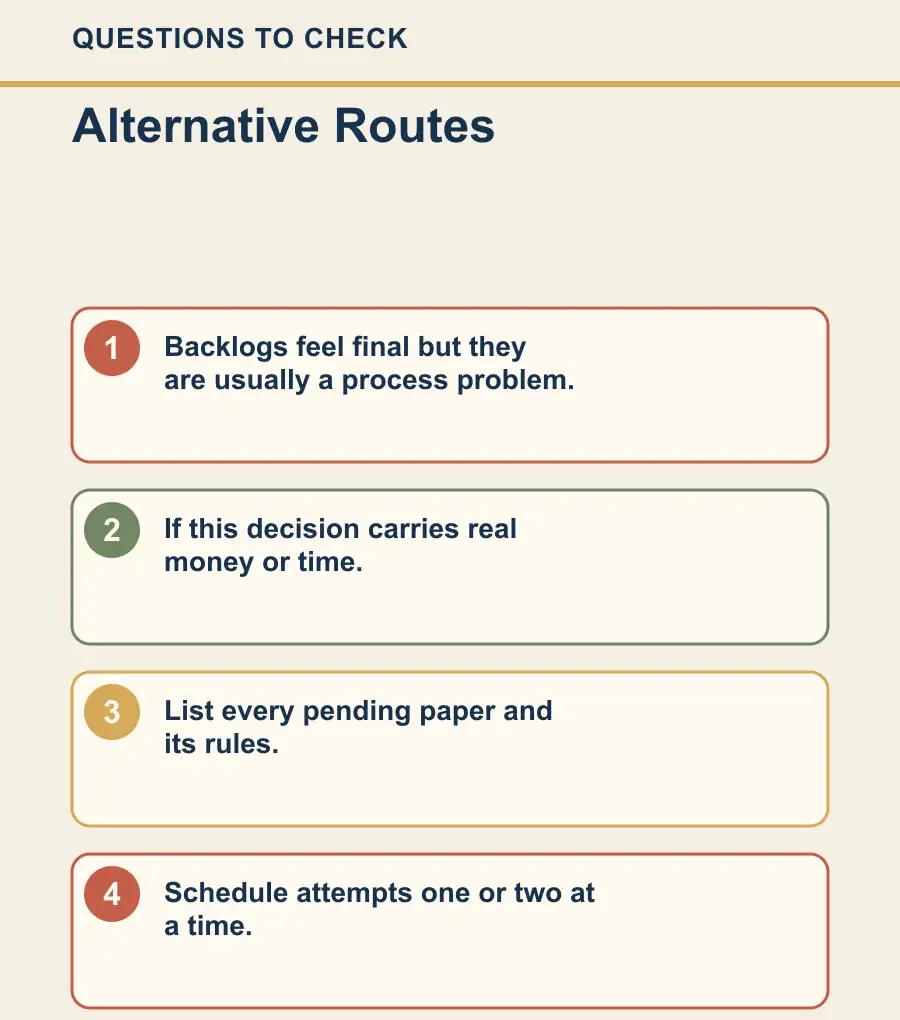 QUESTIONS TO CHECK
Alternative Routes
1
Backlogs feel final but they
are usually a process problem.
2
If this decision carries real
money or time.
3
List every pending paper and
its rules.
4
Schedule attempts one or two at
a time.